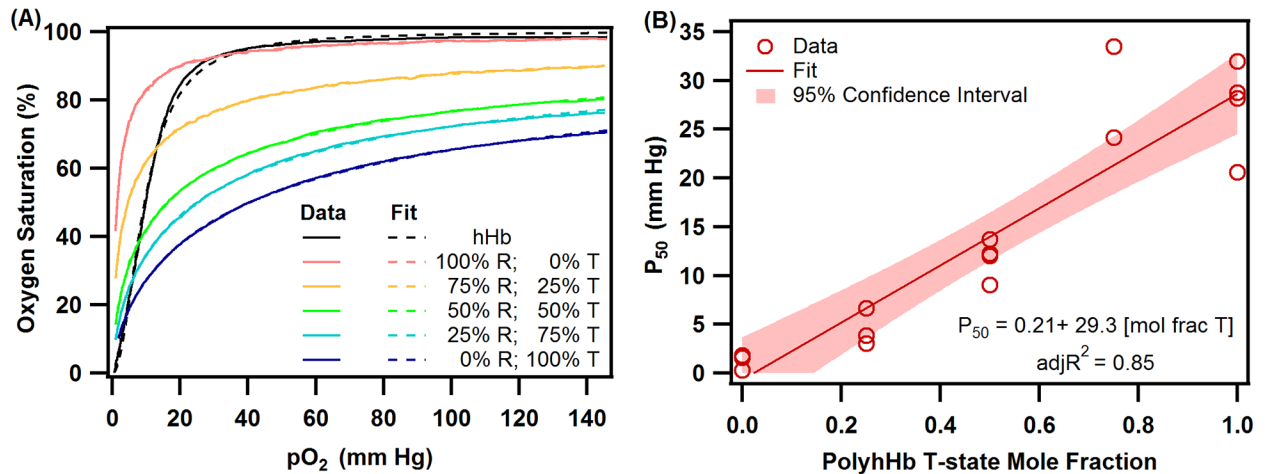 (A)
100
80
60
40
20
0
Oxygen Saturation (%)
0 20 40 60 80 100 120 140
pO₂ (mm Hg)
Data Fit
hHb
100% R; 0% T
75% R; 25% T
50% R; 50% T
25% R; 75% T
0% R; 100% T
(B)
35
30
25
20
15
10
5
0
P₅₀ (mm Hg)
Data
Fit
95% Confidence Interval
P₅₀ = 0.21+ 29.3 [mol frac T]
adjR² = 0.85
0.0 0.2 0.4 0.6 0.8 1.0
PolyhHb T-state Mole Fraction